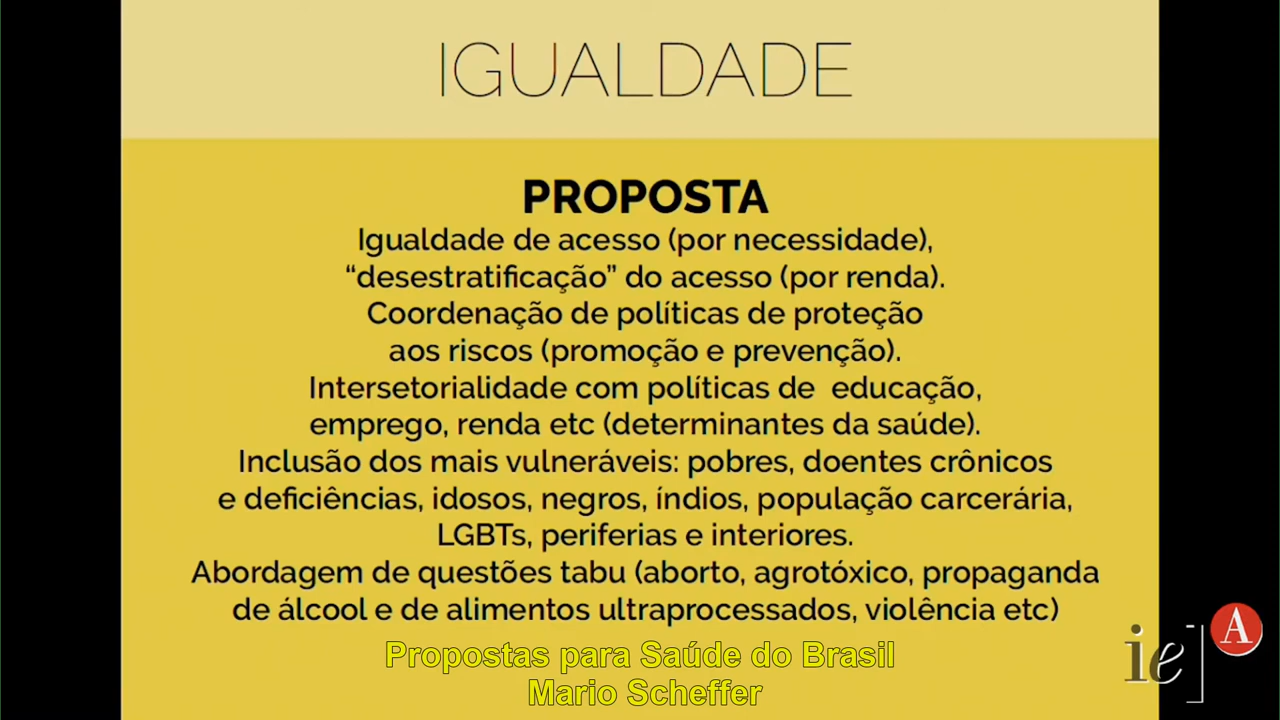 IGUALDADE
PROPOSTA
Igualdade de acesso (por necessidade),
“desestratificação” do acesso (por renda).
Coordenação de políticas de proteção
aos riscos (promoção e prevenção).
Intersetorialidade com políticas de  educação,
emprego, renda etc (determinantes da saúde).
Inclusão dos mais vulneráveis: pobres, doentes crônicos
e deficiências, idosos, negros, índios, população carcerária,
LGBTs, periferias e interiores.
Abordagem de questões tabu (aborto, agrotóxico, propaganda
de álcool e de alimentos ultraprocessados, violência etc)
Propostas para Saúde do Brasil
Mario Scheffer
ie] A